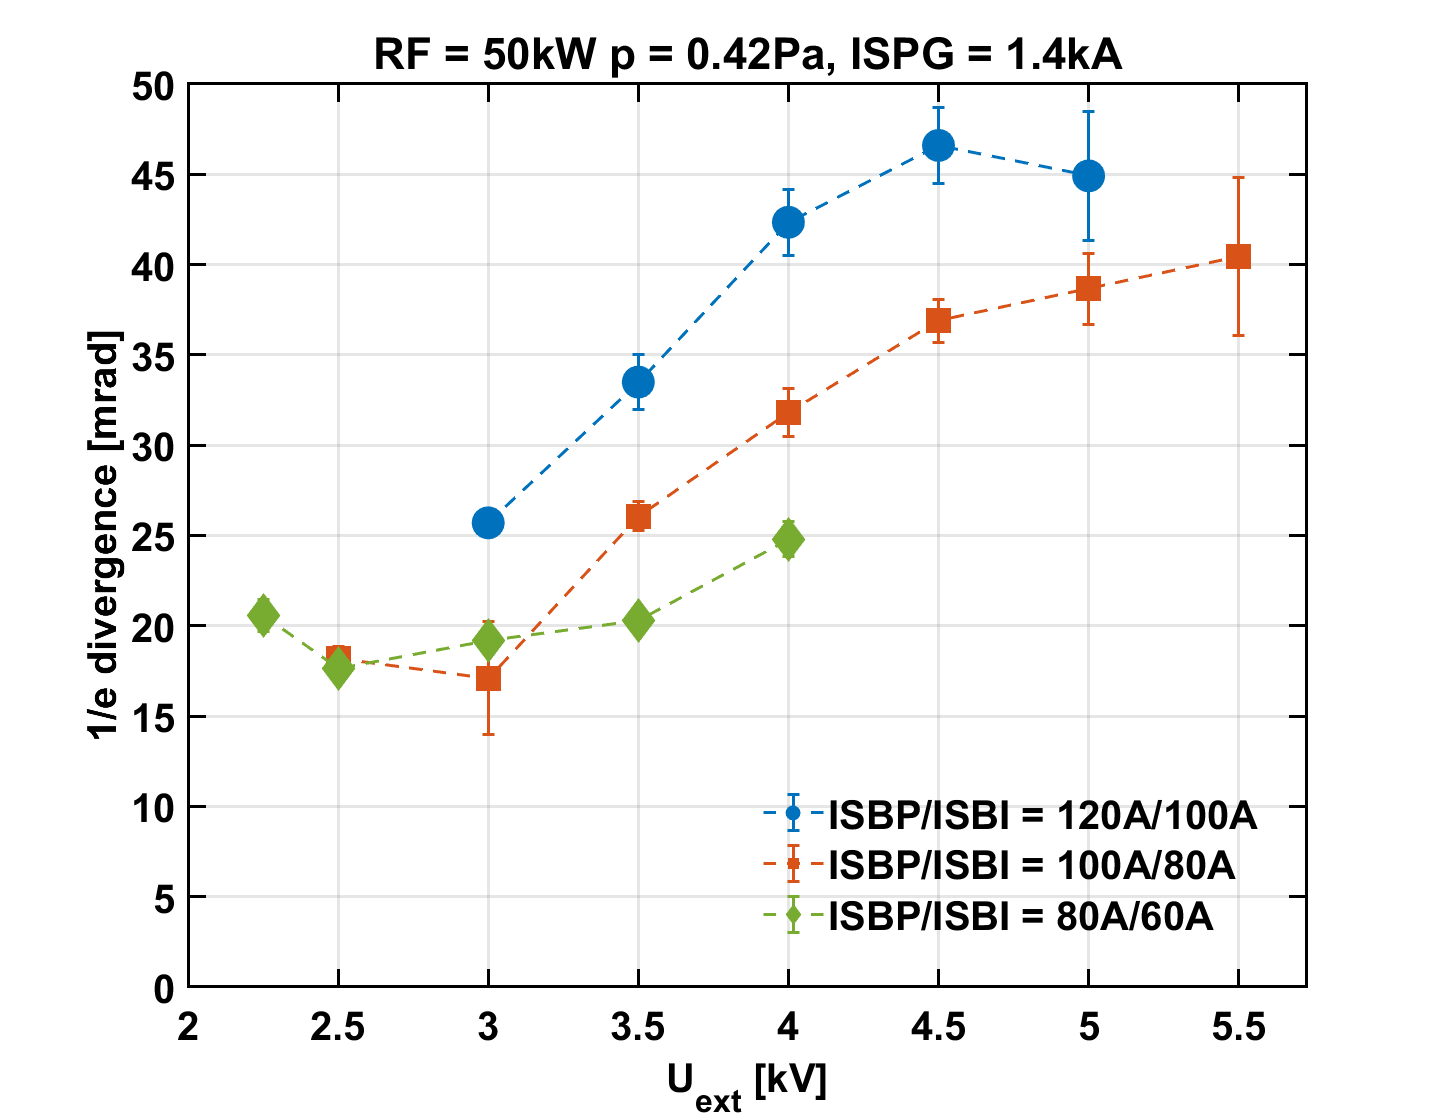 RF = 50kW p = 0.42Pa, ISPG = 1.4kA
1/e divergence [mrad]
50
45
40
35
30
25
20
15
10
5
0
ISBP/ISBI = 120A/100A
ISBP/ISBI = 100A/80A
ISBP/ISBI = 80A/60A
2 2.5 3 3.5 4 4.5 5 5.5
Uext [kV]